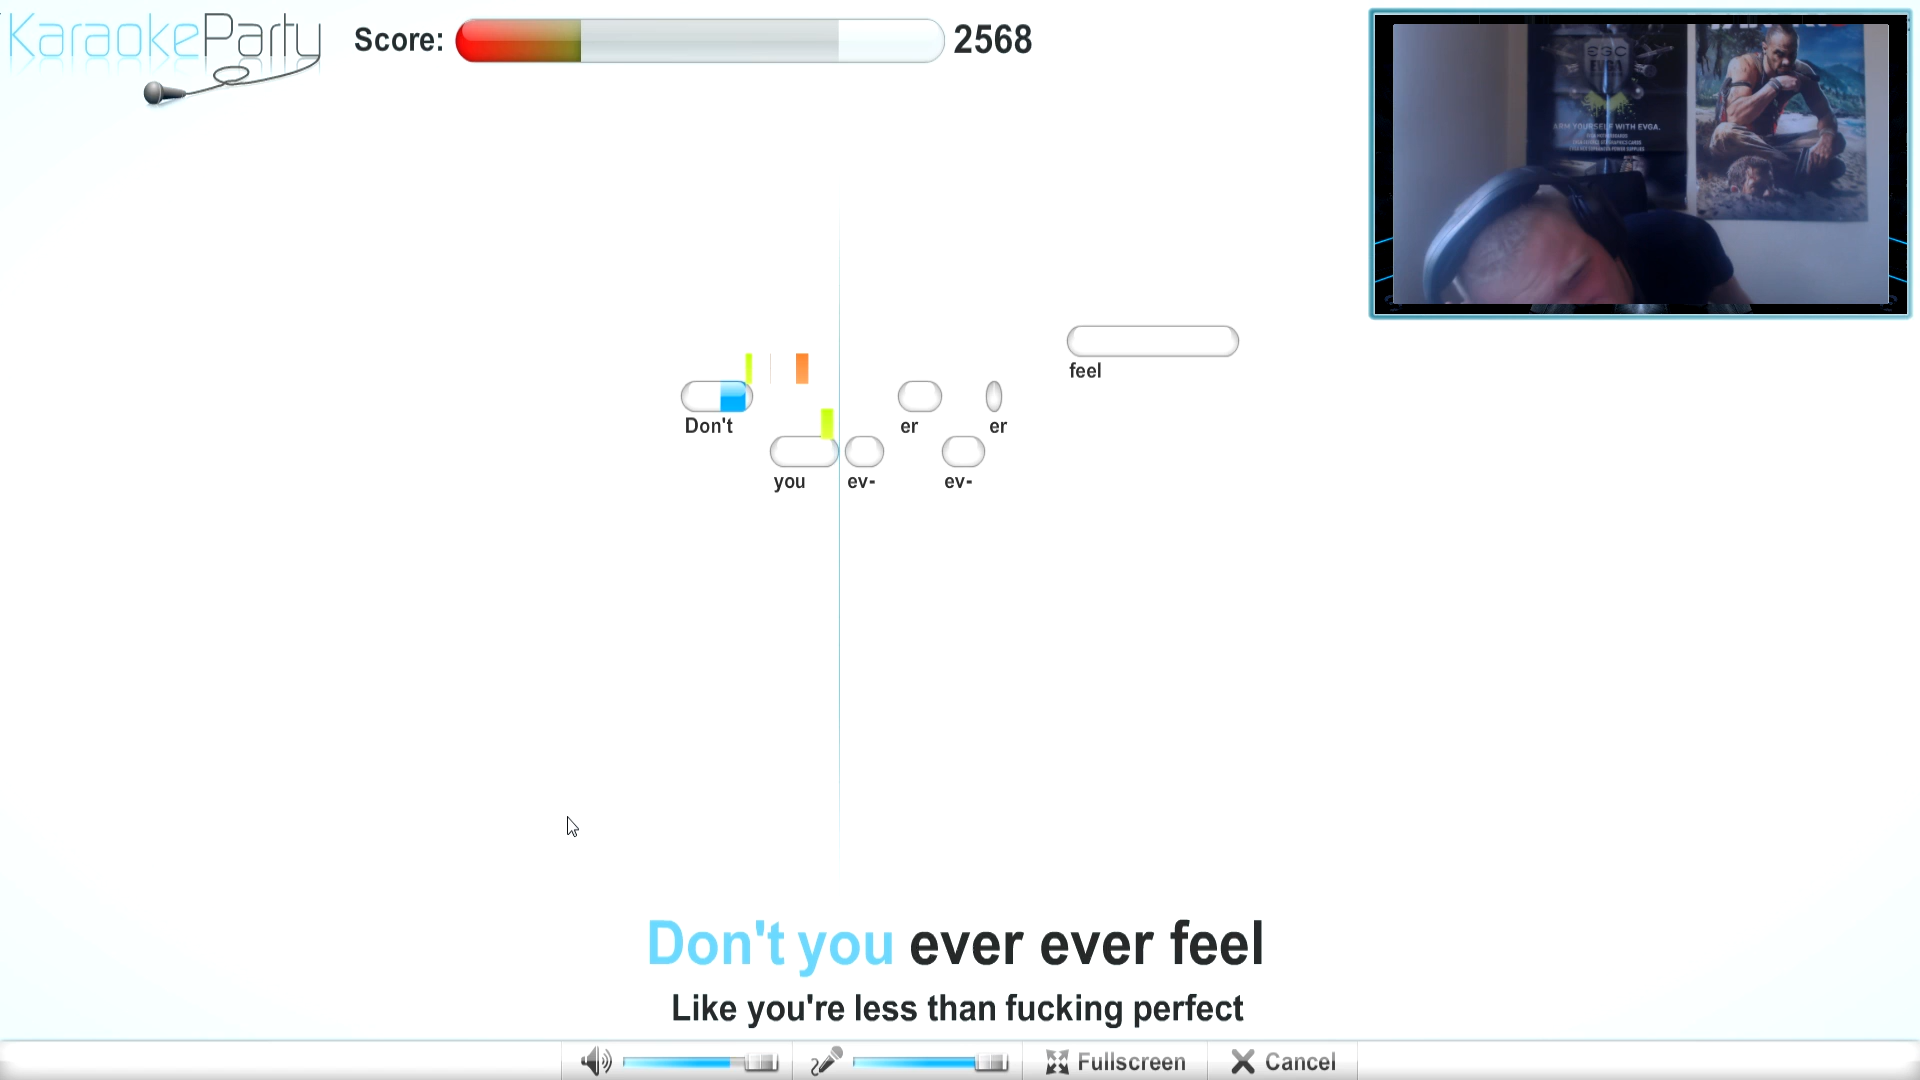 KaraokeParty
Score: 2568
EVGA
ARM YOURSELF WITH EVGA.
feel
Don't er er
you ev- ev-
Don't you ever ever feel
Like you're less than fucking perfect
Fullscreen Cancel